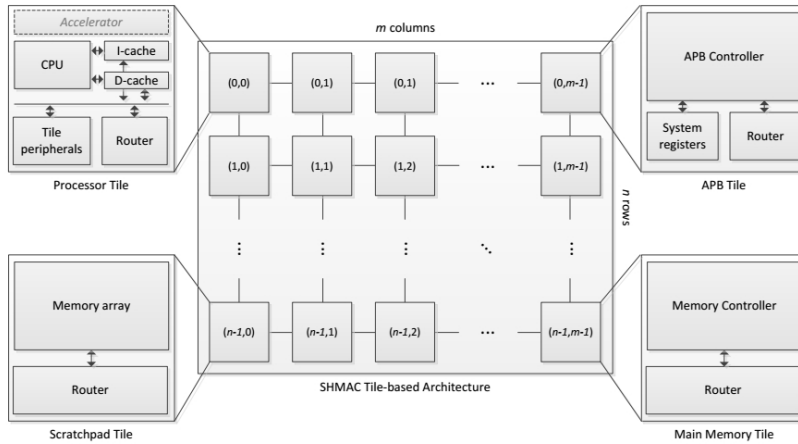 Accelerator
CPU
I-cache
D-cache
Tile
peripherals
Router
Processor Tile
m columns
(0,0)
(0,1)
(0,1)
...
(0,m-1)
(1,0)
(1,1)
(1,2)
...
(1,m-1)
n rows
(n-1,0)
(n-1,1)
(n-1,2)
...
(n-1,m-1)
SHMAC Tile-based Architecture
APB Controller
System
registers
Router
APB Tile
Memory array
Router
Scratchpad Tile
Memory Controller
Router
Main Memory Tile